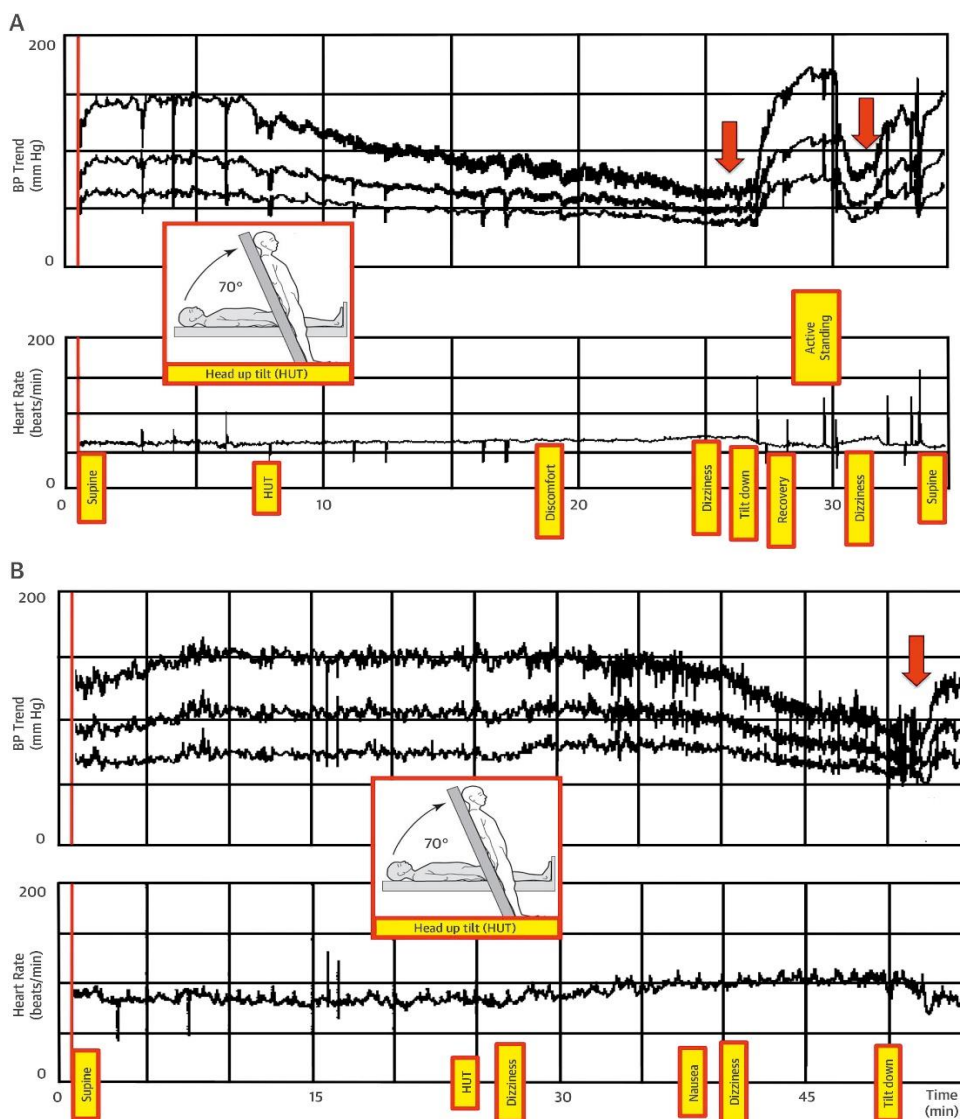 A
200
BP Trend
(mm Hg)
0
70°
Head up tilt (HUT)
200
Heart Rate
(beats/min)
0
Active
Standing
Supine
HUT
Discomfort
Dizziness
Tilt down
Recovery
Dizziness
Supine
0
10
20
30
B
200
BP Trend
(mm Hg)
0
70°
Head up tilt (HUT)
200
Heart Rate
(beats/min)
0
Supine
HUT
Dizziness
Nausea
Dizziness
Tilt down
0
15
30
45
Time
(min)